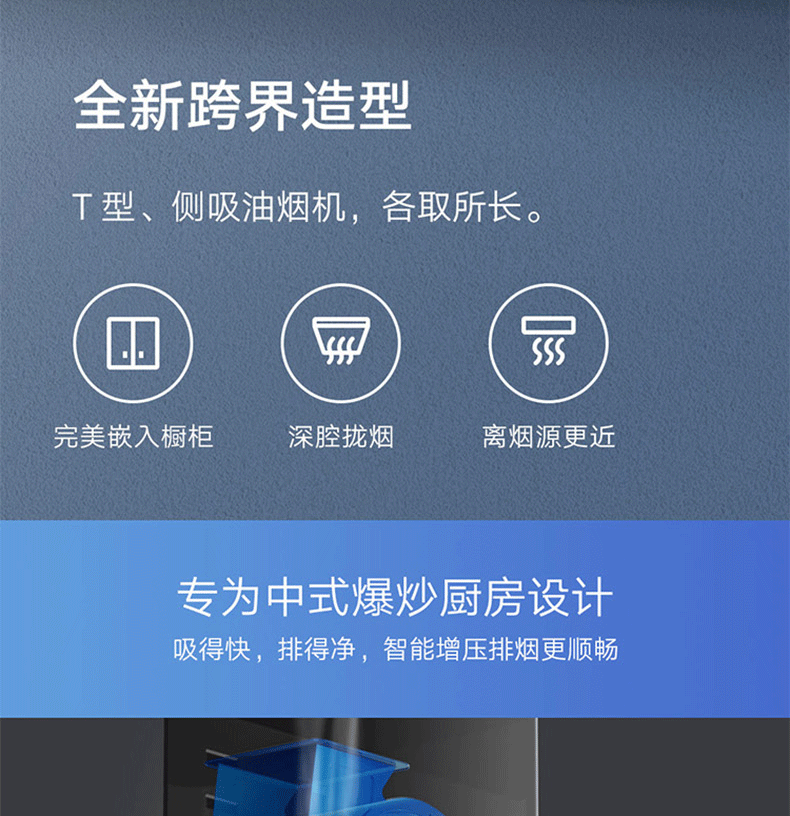 全新跨界造型
T型、侧吸油烟机，各取所长。
完美嵌入橱柜
深腔拢烟
离烟源更近
专为中式爆炒厨房设计
吸得快，排得净，智能增压排烟更顺畅